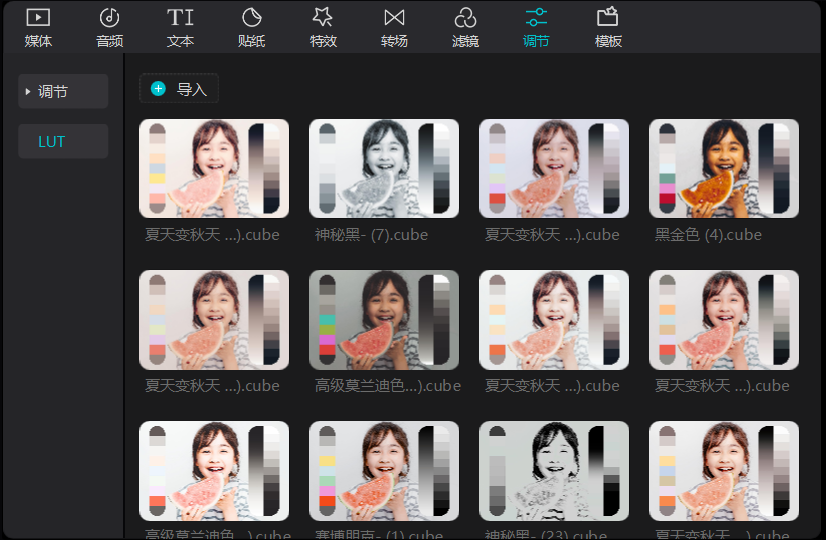 媒体 音频 文本 贴纸 特效 转场 滤镜 调节 模板
调节
LUT
导入
夏天变秋天 ...).cube 神秘黑- (7).cube 夏天变秋天 ...).cube 黑金色 (4).cube
夏天变秋天 ...).cube 高级莫兰迪色...).cube 夏天变秋天 ...).cube 夏天变秋天 ...).cube
高级莫兰迪色...).cube 赛博朋克- (1).cube 神秘黑- (23).cube 夏天变秋天 ...).cube